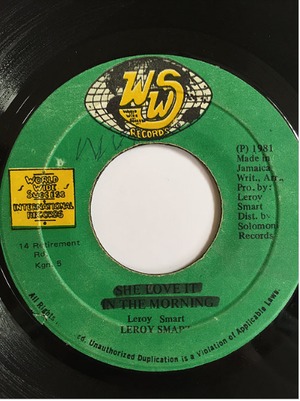 WWS
RECORDS
WORLD
WIDE
SUCCESS
INTERNATIONAL
RECORDS
14 Retirement
Rd.
Kgn. 5
(P) 1981
Made in
Jamaica
Writ., Arr.,
Pro. by:
Leroy
Smart
Dist. by
Solomon
Records
SHE LOVE IT
IN THE MORNING
Leroy Smart
LEROY SMART
All Rights
rd. Unauthorized Duplication is a Violation of Applicable Laws.